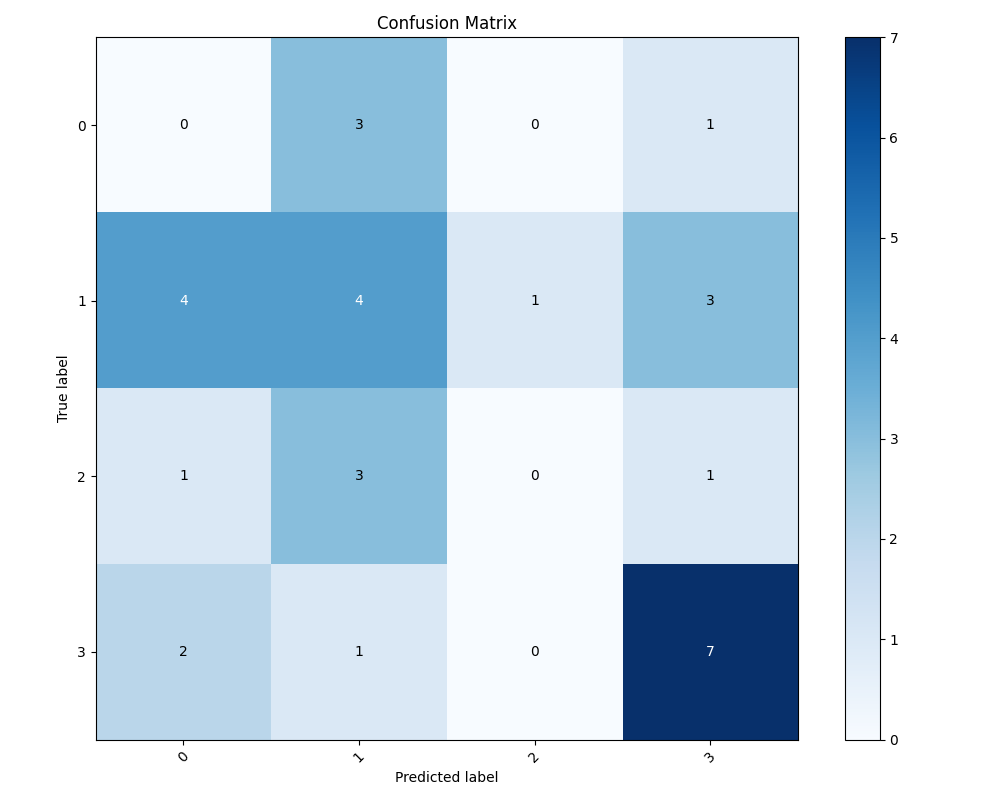 Confusion Matrix
0 0 3 0 1
1 4 4 1 3
2 1 3 0 1
3 2 1 0 7
0 1 2 3
True label
Predicted label
7
6
5
4
3
2
1
0